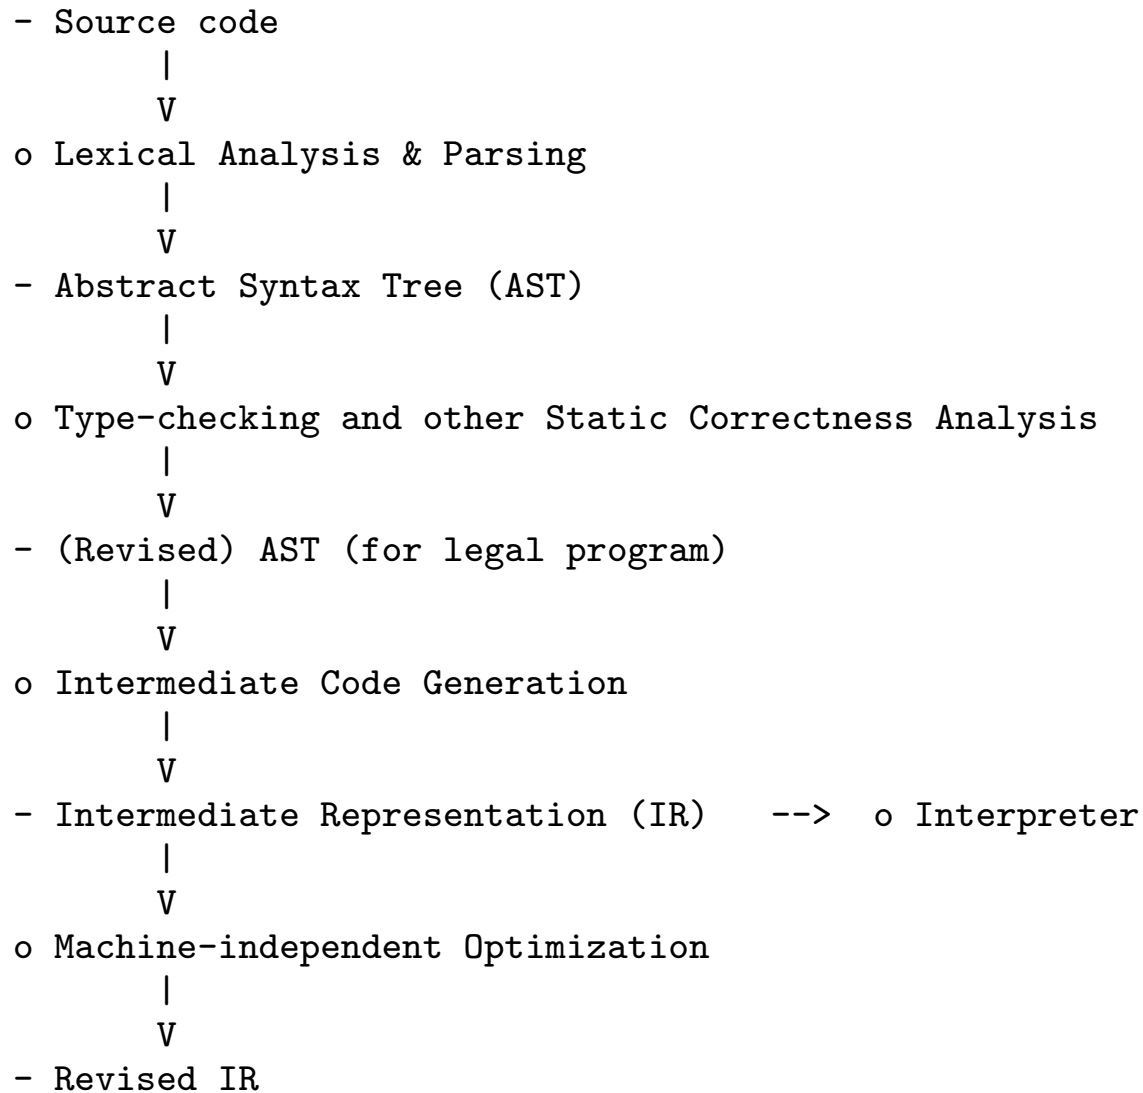 - Source code
|
V
o Lexical Analysis & Parsing
|
V
- Abstract Syntax Tree (AST)
|
V
o Type-checking and other Static Correctness Analysis
|
V
- (Revised) AST (for legal program)
|
V
o Intermediate Code Generation
|
V
- Intermediate Representation (IR) --> o Interpreter
|
V
o Machine-independent Optimization
|
V
- Revised IR